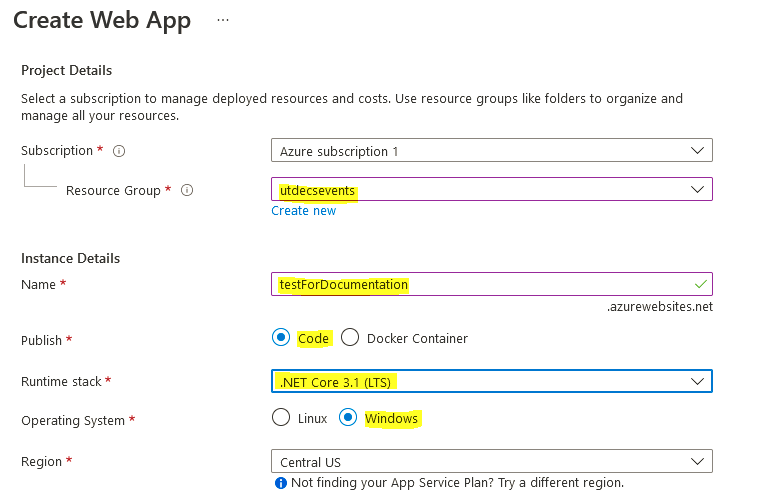 Create Web App ...
Project Details
Select a subscription to manage deployed resources and costs. Use resource groups like folders to organize and
manage all your resources.
Subscription * Azure subscription 1
Resource Group * utdecsevents
Create new
Instance Details
Name * testForDocumentation
.azurewebsites.net
Publish * Code Docker Container
Runtime stack * .NET Core 3.1 (LTS)
Operating System * Linux Windows
Region * Central US
Not finding your App Service Plan? Try a different region.